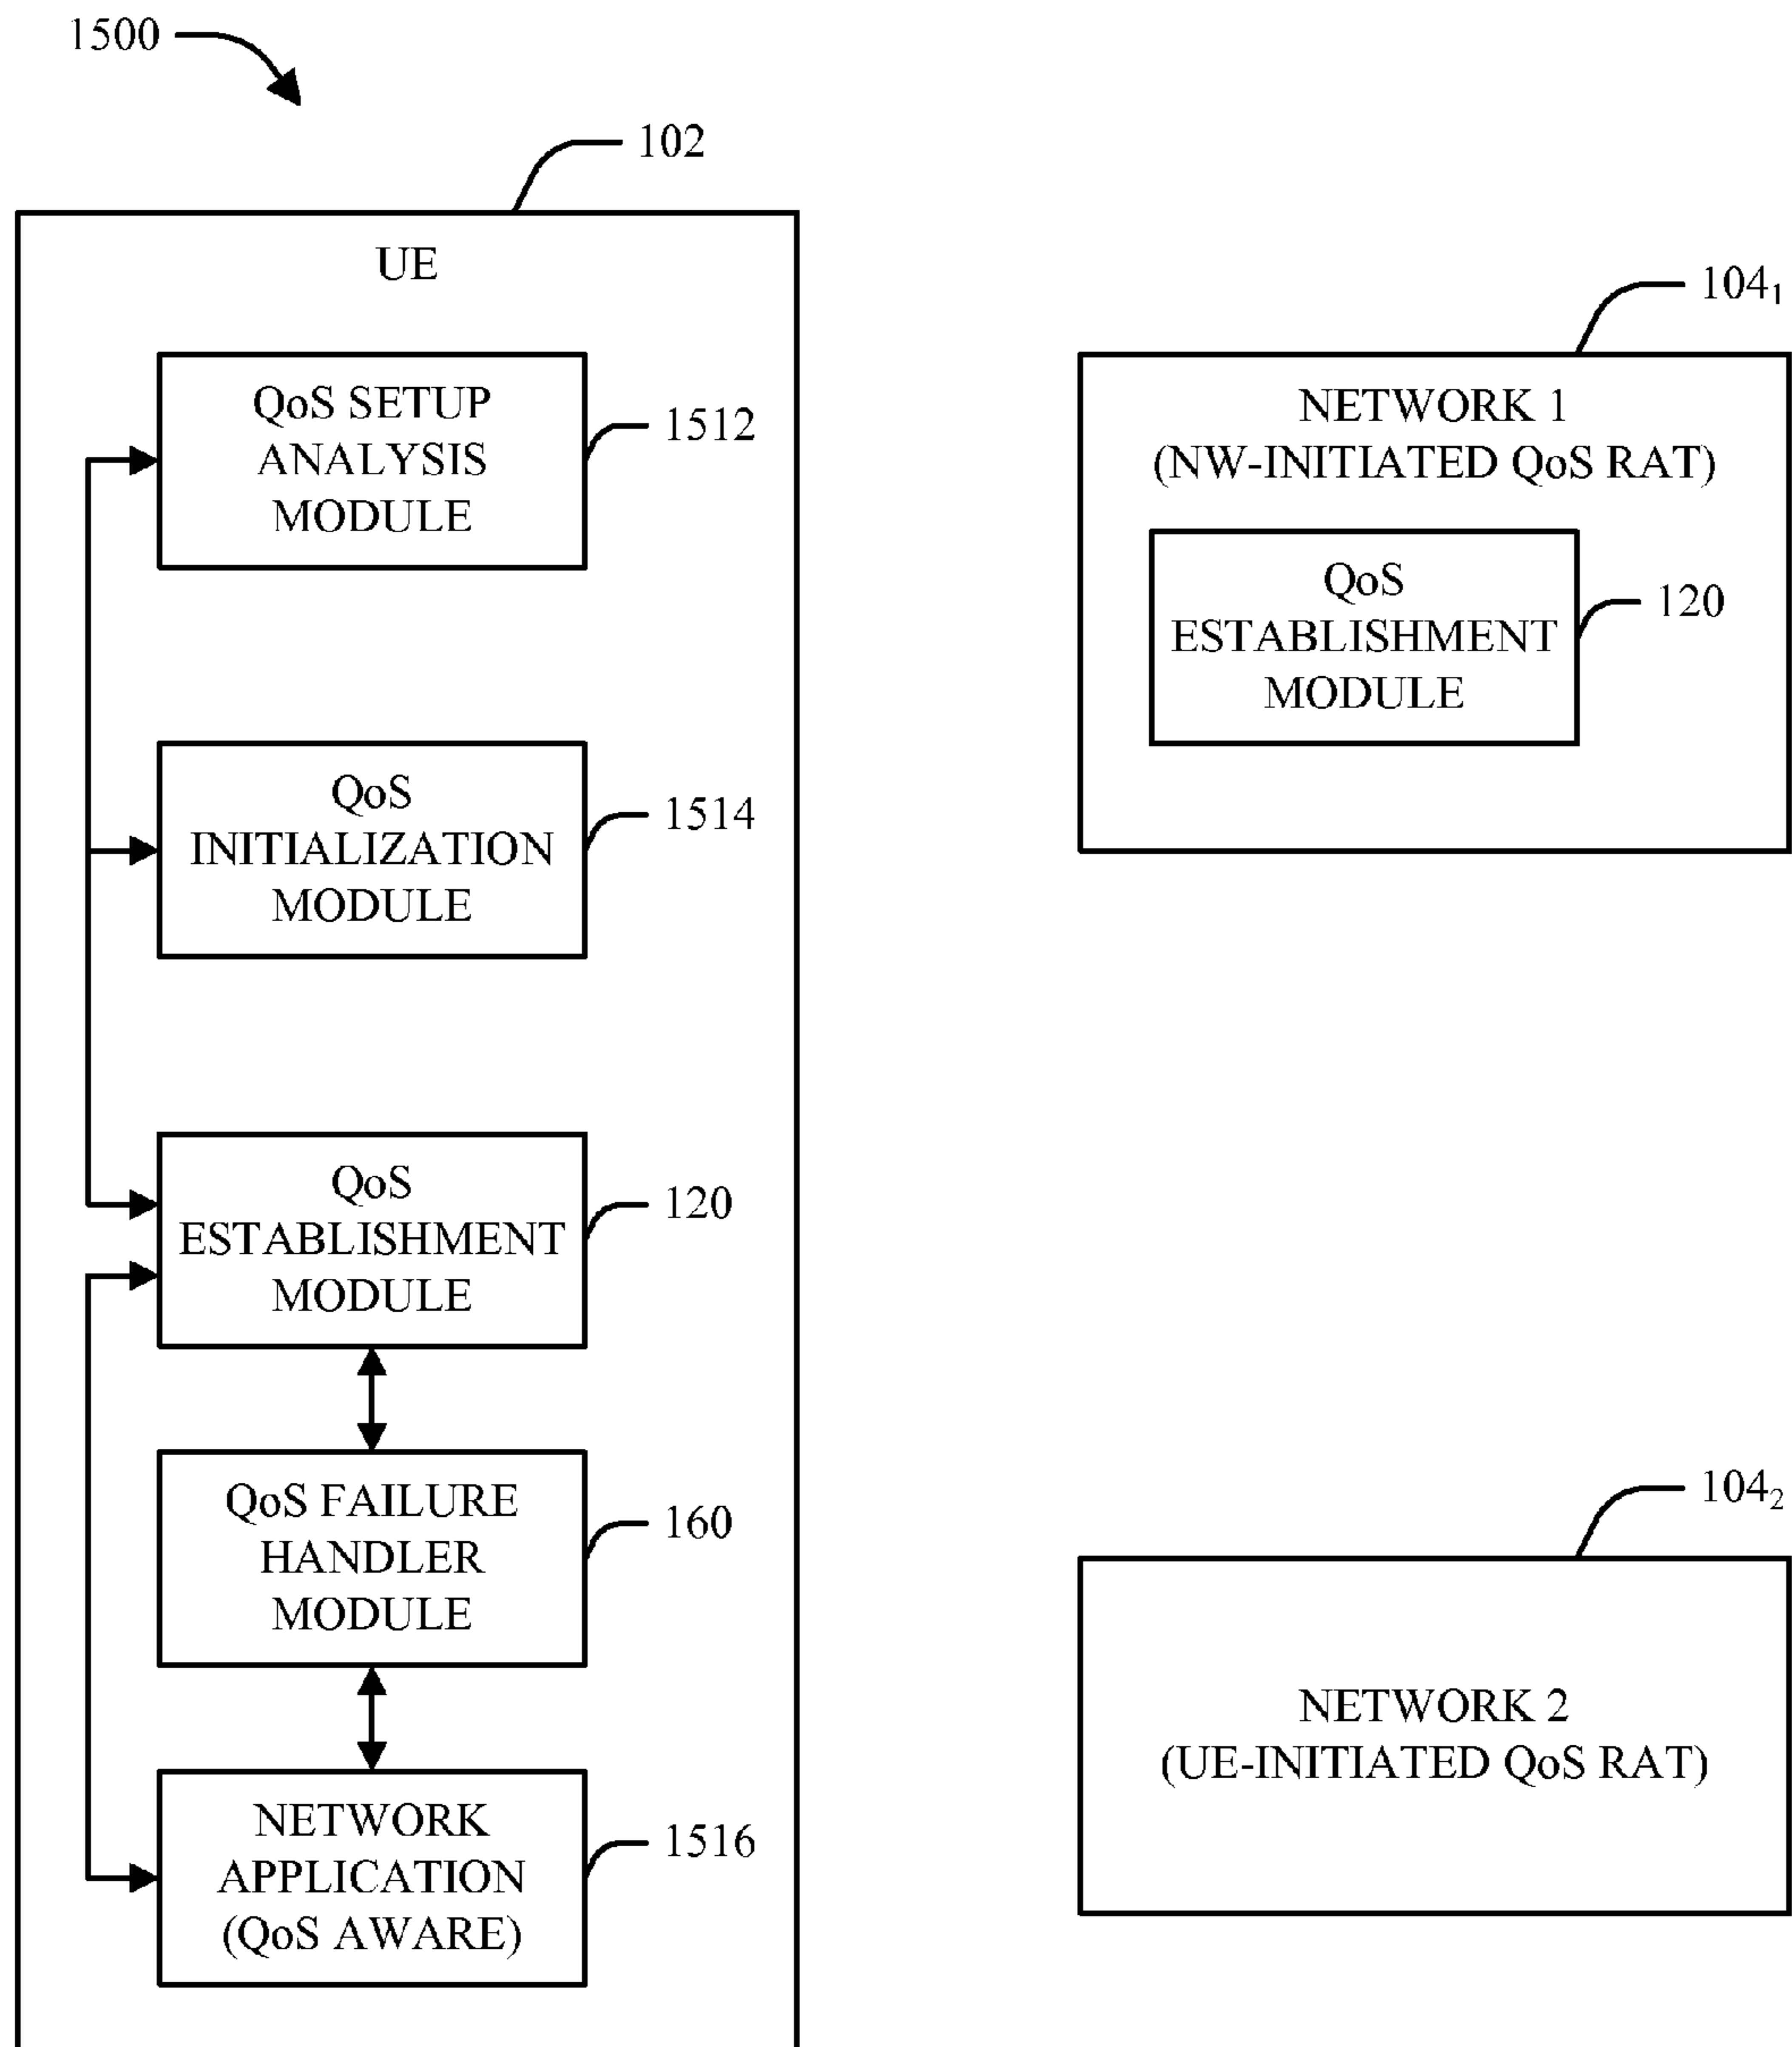 1500
102
UE
QoS SETUP
ANALYSIS
MODULE
1512
QoS
INITIALIZATION
MODULE
1514
QoS
ESTABLISHMENT
MODULE
120
QoS FAILURE
HANDLER
MODULE
160
NETWORK
APPLICATION
(QoS AWARE)
1516
104₁
NETWORK 1
(NW-INITIATED QoS RAT)
QoS
ESTABLISHMENT
MODULE
120
104₂
NETWORK 2
(UE-INITIATED QoS RAT)